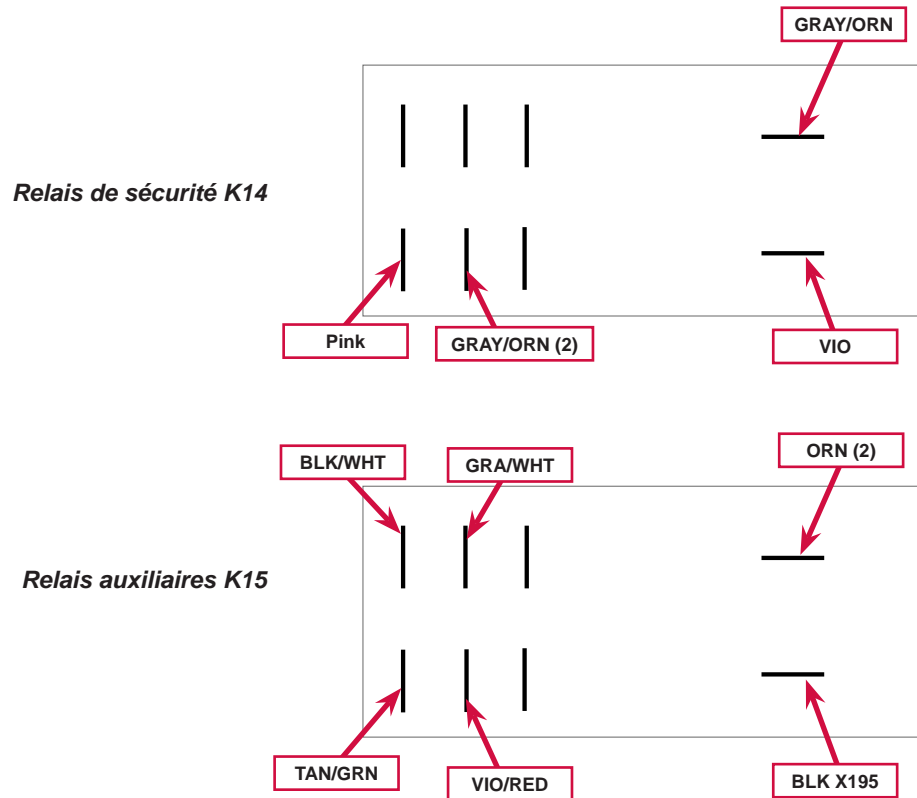 GRAY/ORN
Relais de sécurité K14
Pink
GRAY/ORN (2)
VIO
BLK/WHT
GRA/WHT
ORN (2)
Relais auxiliaires K15
TAN/GRN
VIO/RED
BLK X195